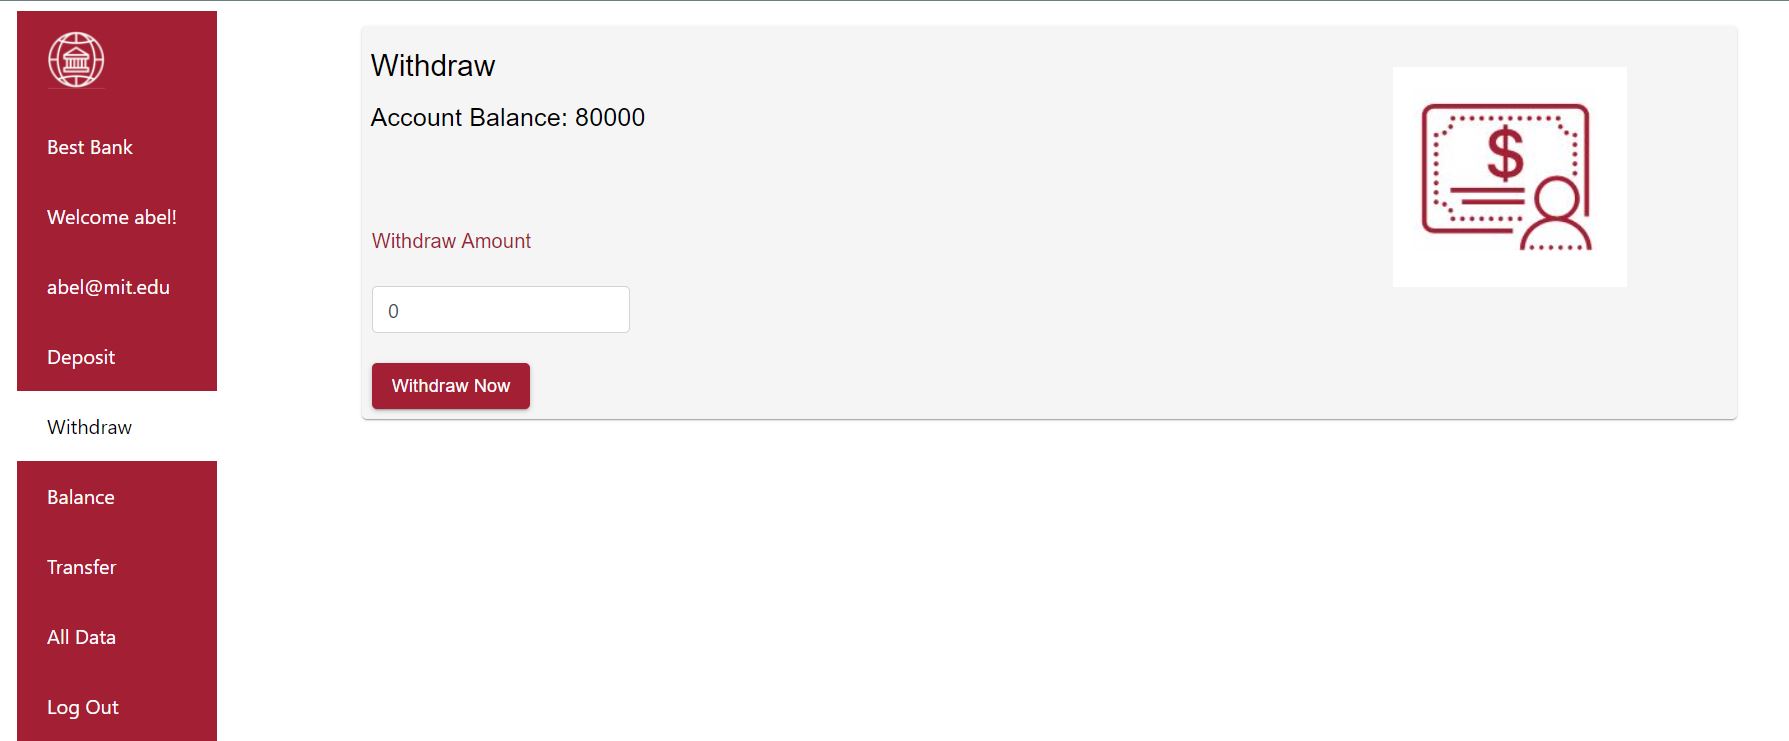 Best Bank
Welcome abel!
abel@mit.edu
Deposit
Withdraw
Balance
Transfer
All Data
Log Out
Withdraw
Account Balance: 80000
$
Withdraw Amount
0
Withdraw Now